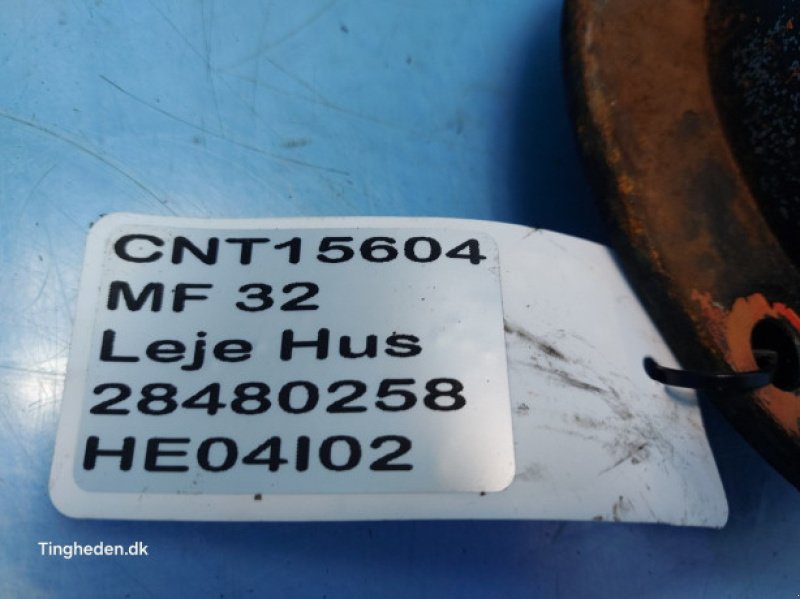 CNT15604
MF 32
Leje Hus
28480258
HE04I02
Tingheden.dk